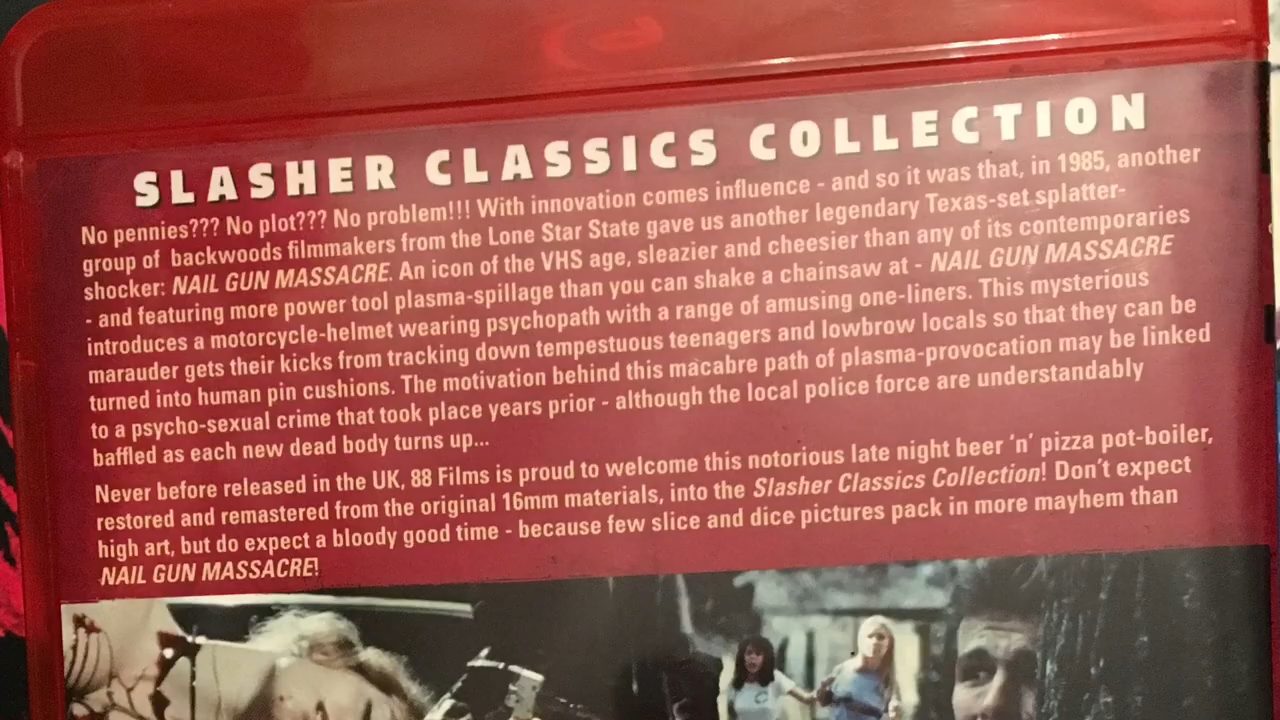 SLASHER CLASSICS COLLECTION
No pennies??? No plot??? No problem!!! With innovation comes influence - and so it was that, in 1985, another
group of backwoods filmmakers from the Lone Star State gave us another legendary Texas-set splatter-
shocker: NAIL GUN MASSACRE. An icon of the VHS age, sleazier and cheesier than any of its contemporaries
- and featuring more power tool plasma-spillage than you can shake a chainsaw at - NAIL GUN MASSACRE
introduces a motorcycle-helmet wearing psychopath with a range of amusing one-liners. This mysterious
marauder gets their kicks from tracking down tempestuous teenagers and lowbrow locals so that they can be
turned into human pin cushions. The motivation behind this macabre path of plasma-provocation may be linked
to a psycho-sexual crime that took place years prior - although the local police force are understandably
baffled as each new dead body turns up...
Never before released in the UK, 88 Films is proud to welcome this notorious late night beer ‘n’ pizza pot-boiler,
restored and remastered from the original 16mm materials, into the Slasher Classics Collection! Don't expect
high art, but do expect a bloody good time - because few slice and dice pictures pack in more mayhem than
NAIL GUN MASSACRE!